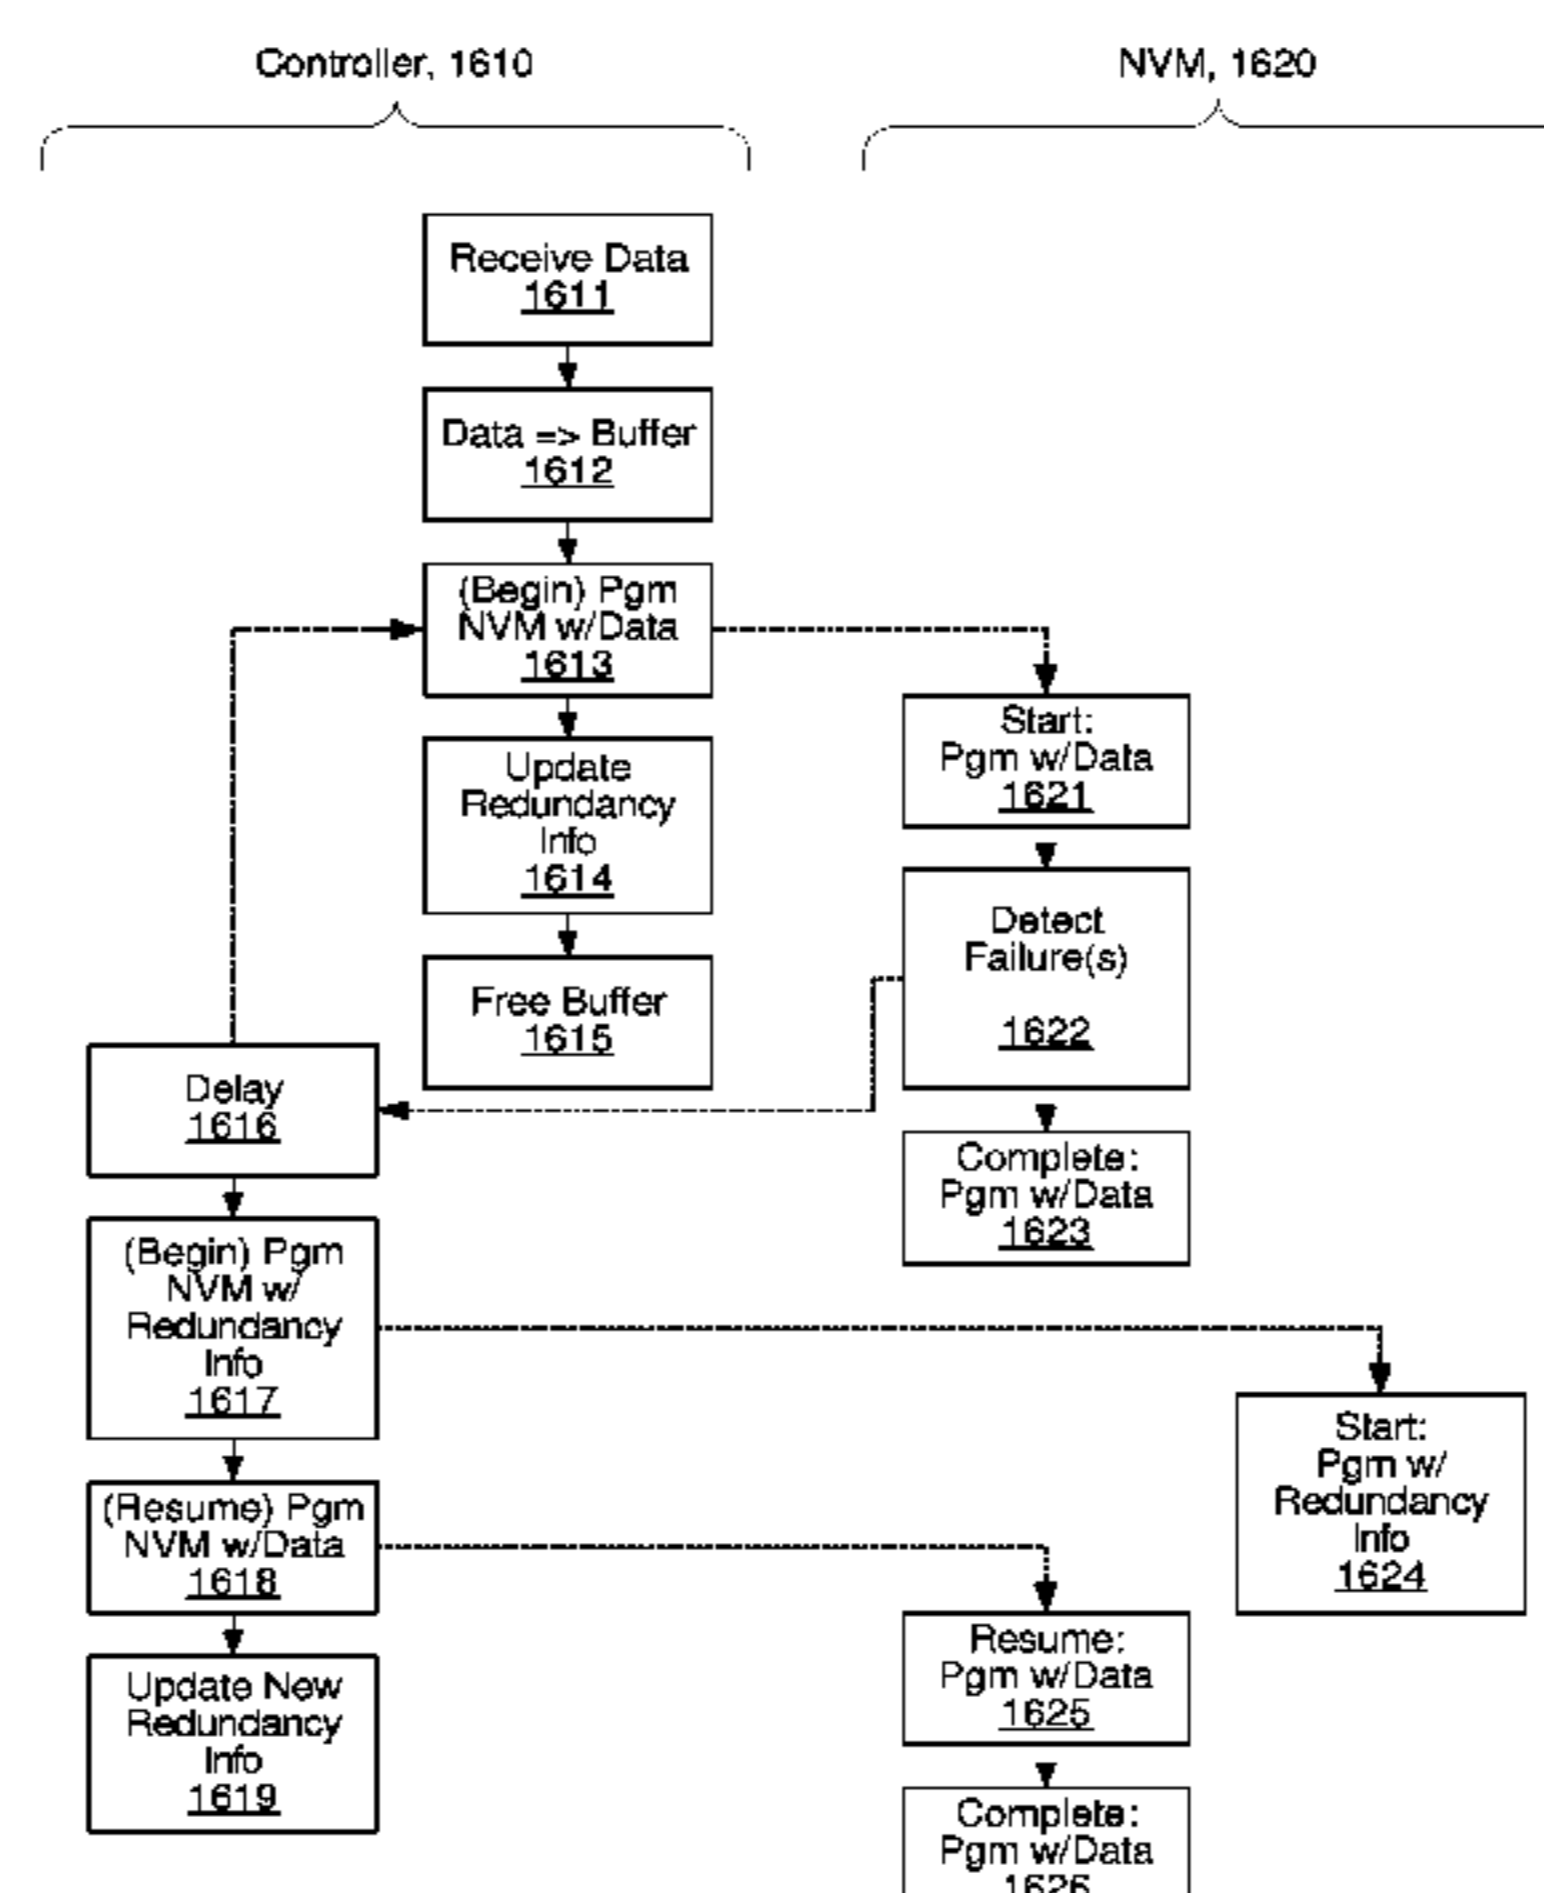 Controller, 1610
NVM, 1620
Receive Data
1611
Data => Buffer
1612
(Begin) Pgm
NVM w/Data
1613
Update
Redundancy
Info
1614
Free Buffer
1615
Start:
Pgm w/Data
1621
Detect
Failure(s)
1622
Complete:
Pgm w/Data
1623
Delay
1616
(Begin) Pgm
NVM w/
Redundancy
Info
1617
(Resume) Pgm
NVM w/Data
1618
Update New
Redundancy
Info
1619
Start:
Pgm w/
Redundancy
Info
1624
Resume:
Pgm w/Data
1625
Complete:
Pgm w/Data
1626